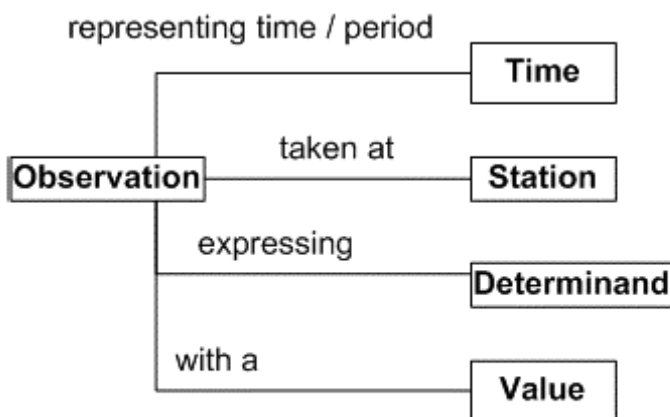 representing time / period
Time
taken at
Observation
Station
expressing
Determinand
with a
Value